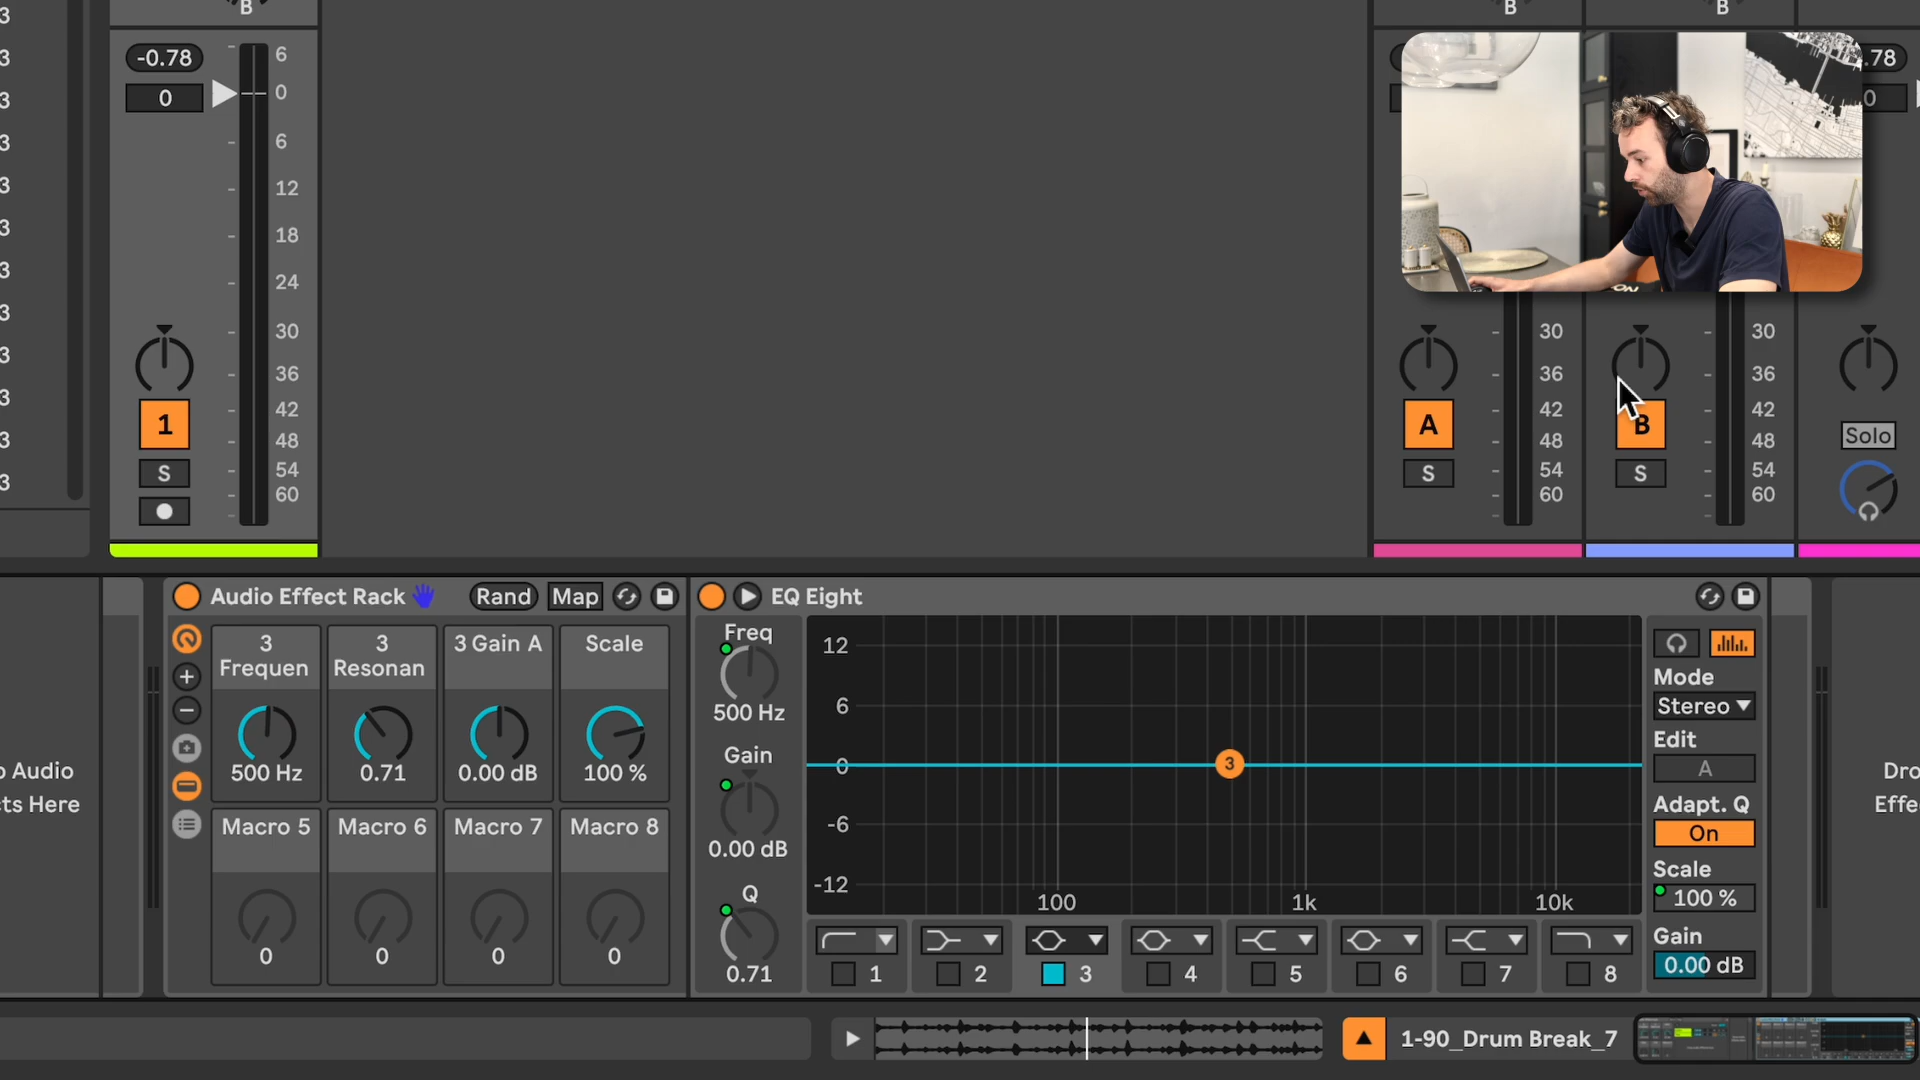 B
B
B
-0.78
0
6
0
6
12
18
24
30
36
42
48
54
60
1
S
.78
0
30
36
42
48
54
60
A
S
30
36
42
48
54
60
B
S
Solo
Audio Effect Rack
Rand
Map
3 Frequen
3 Resonan
3 Gain A
Scale
500 Hz
0.71
0.00 dB
100 %
Macro 5
Macro 6
Macro 7
Macro 8
0
0
0
0
EQ Eight
Freq
500 Hz
Gain
0.00 dB
Q
0.71
12
6
0
-6
-12
100
1k
10k
3
1
2
3
4
5
6
7
8
Mode
Stereo
Edit
A
Adapt. Q
On
Scale
100 %
Gain
0.00 dB
Audio
cts Here
Dro
Effe
1-90_Drum Break_7